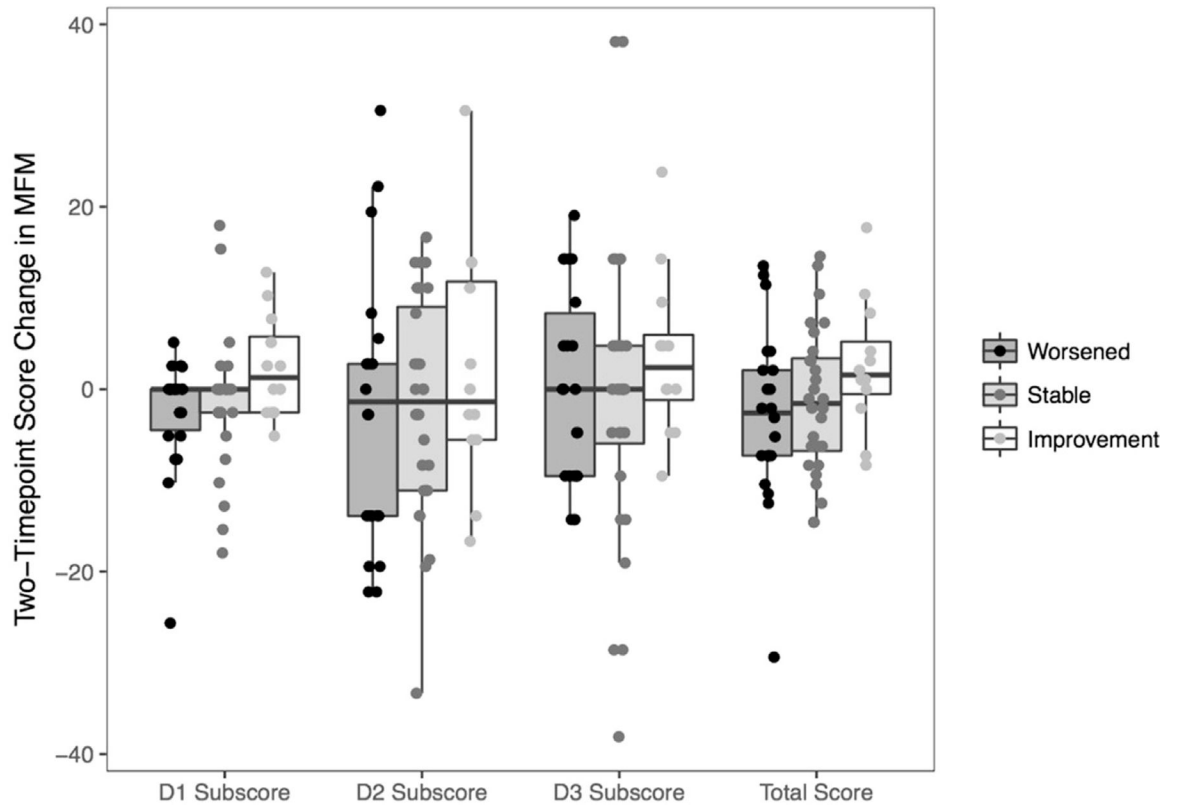 Two−Timepoint Score Change in MFM
40
20
0
−20
−40
D1 Subscore
D2 Subscore
D3 Subscore
Total Score
Worsened
Stable
Improvement